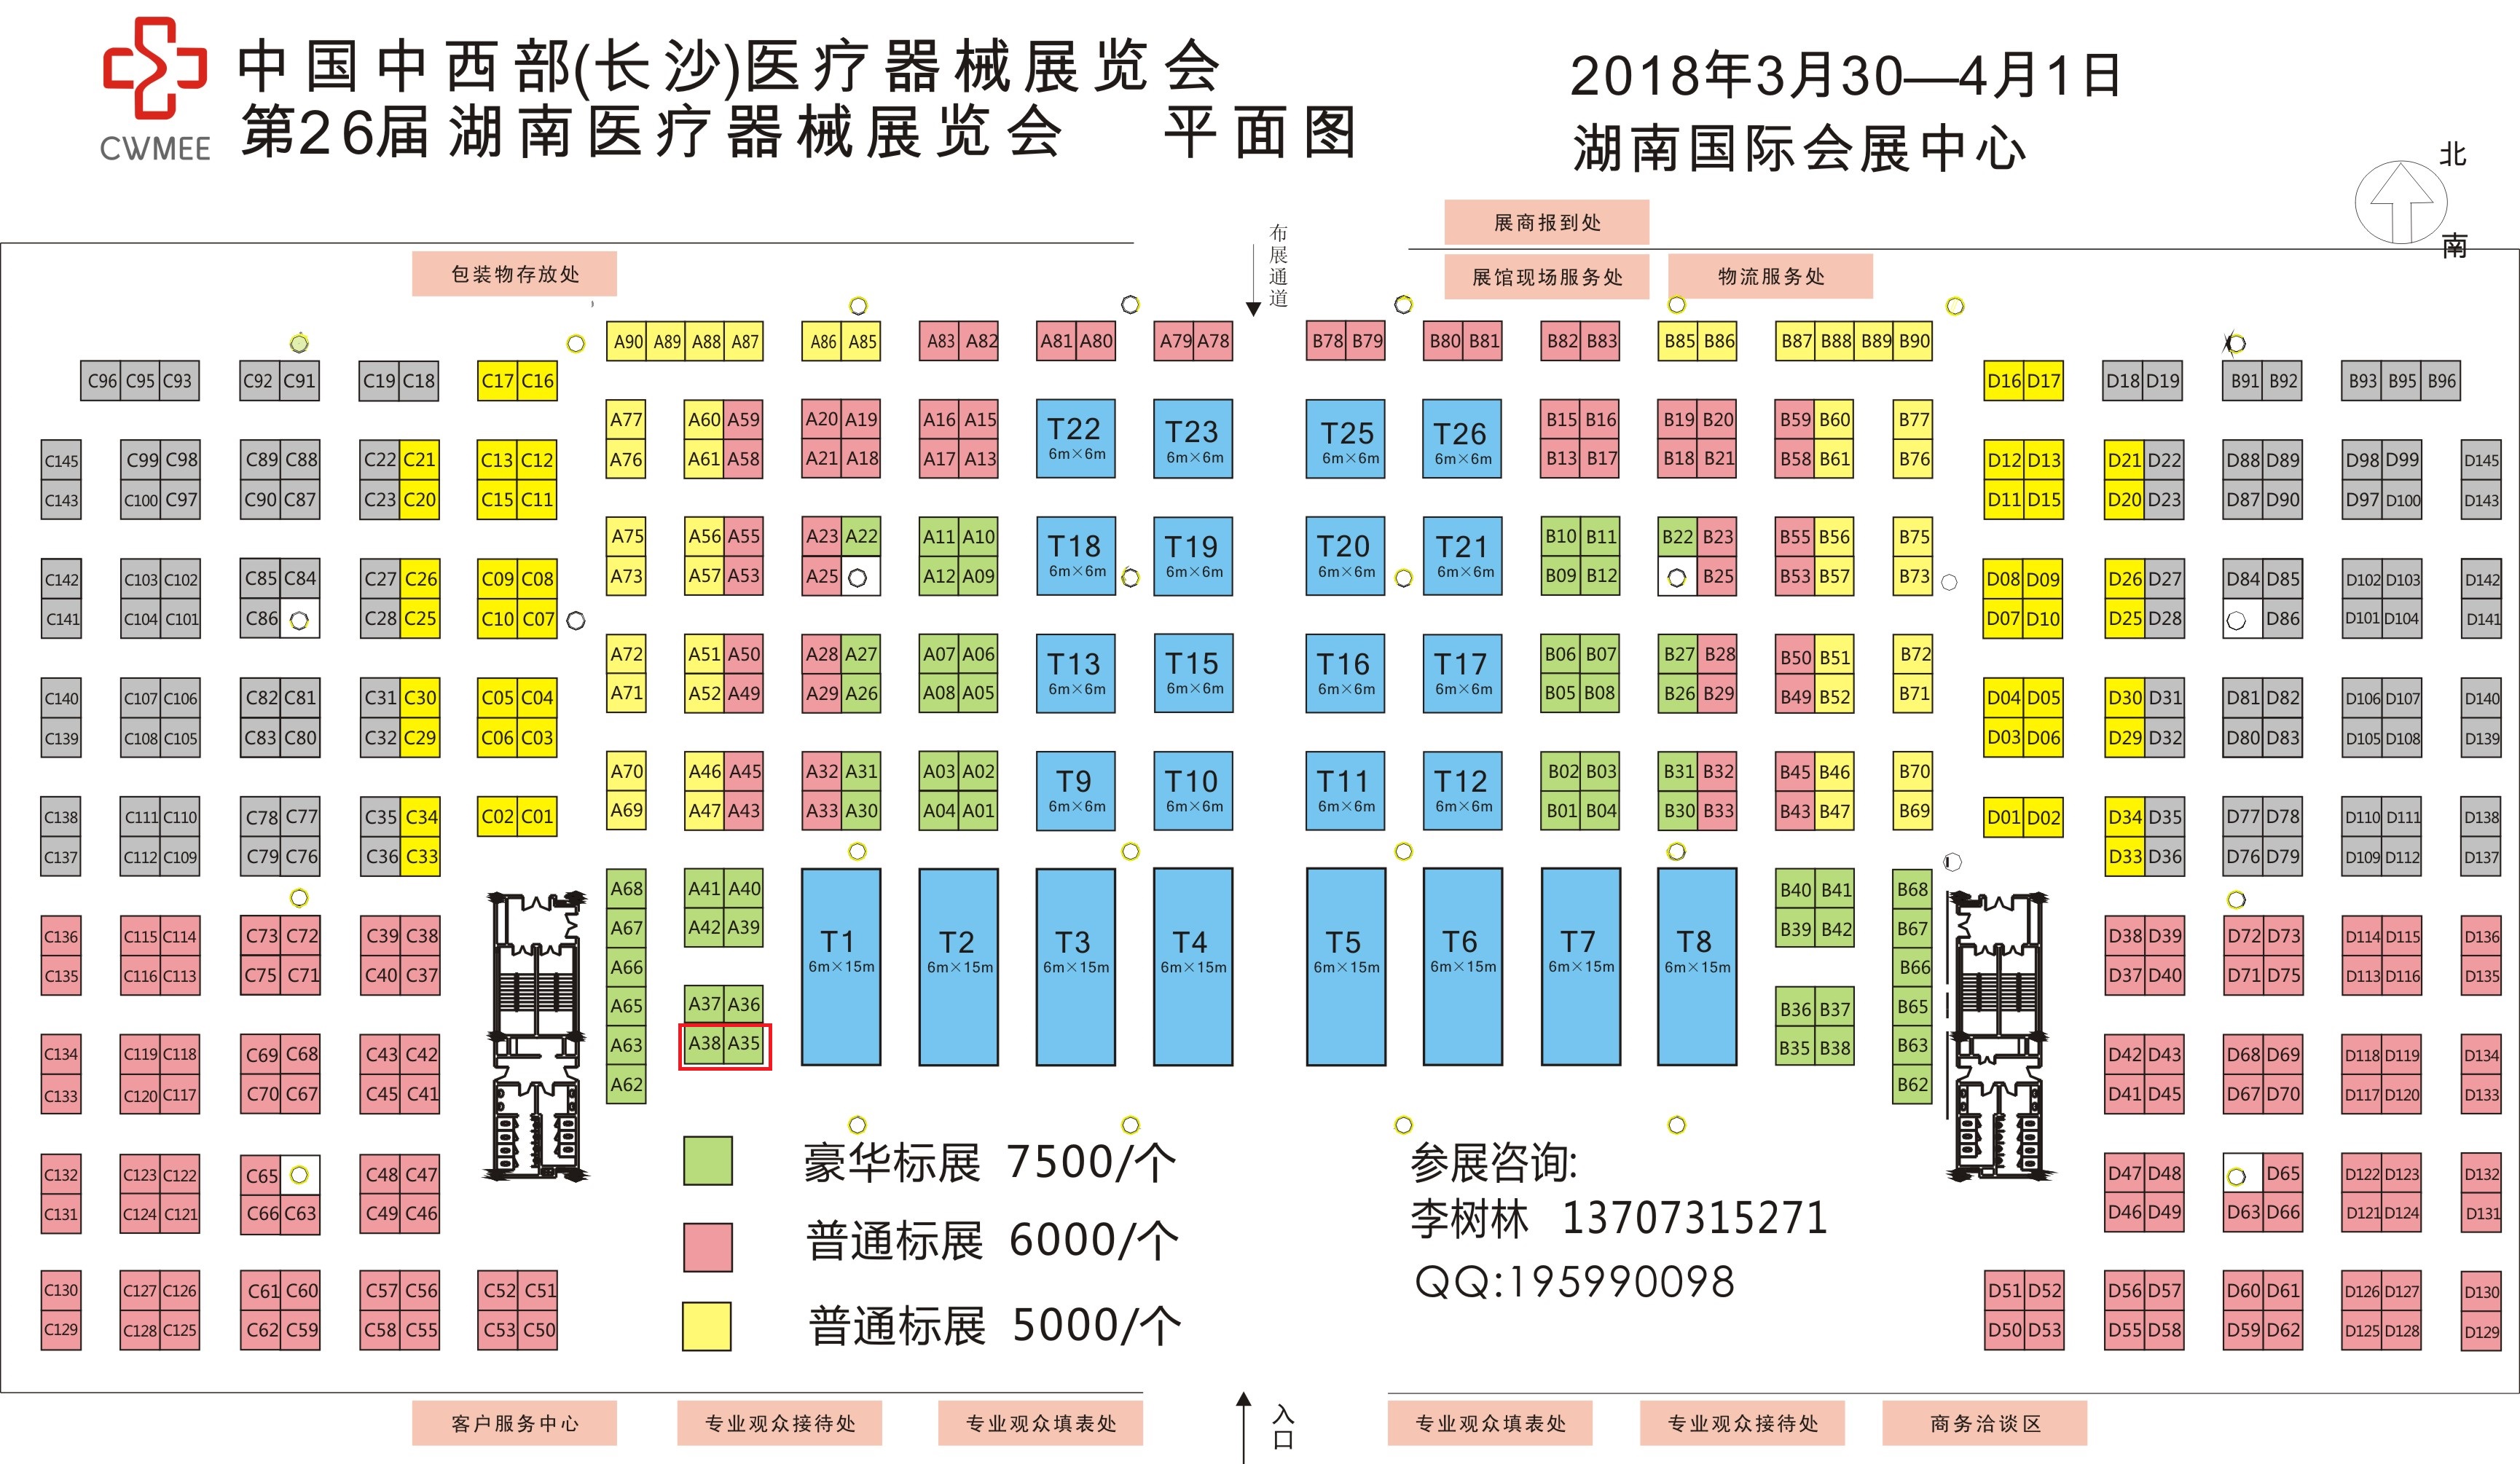 中国中西部(长沙)医疗器械展览会
第26届湖南医疗器械展览会 平面图
CWMEE
2018年3月30—4月1日
湖南国际会展中心
北
南
展商报到处
布展通道
包装物存放处
展馆现场服务处 物流服务处
A90 A89 A88 A87 A86 A85 A83 A82 A81 A80 A79 A78 B78 B79 B80 B81 B82 B83 B85 B86 B87 B88 B89 B90
C96 C95 C93 C92 C91 C19 C18 C17 C16 D16 D17 D18 D19 B91 B92 B93 B95 B96
A77 A60 A59 A20 A19 A16 A15 T22 T23 T25 T26 B15 B16 B19 B20 B59 B60 B77
6m×6m 6m×6m 6m×6m 6m×6m
A76 A61 A58 A21 A18 A17 A13 B13 B17 B18 B21 B58 B61 B76
C145 C99 C98 C89 C88 C22 C21 C13 C12 D12 D13 D21 D22 D88 D89 D98 D99 D145
C143 C100 C97 C90 C87 C23 C20 C15 C11 D11 D15 D20 D23 D87 D90 D97 D100 D143
A75 A56 A55 A23 A22 A11 A10 T18 T19 T20 T21 B10 B11 B22 B23 B55 B56 B75
6m×6m 6m×6m 6m×6m 6m×6m
A73 A57 A53 A25 A12 A09 B09 B12 B25 B53 B57 B73
C142 C103 C102 C85 C84 C27 C26 C09 C08 D08 D09 D26 D27 D84 D85 D102 D103 D142
C141 C104 C101 C86 C28 C25 C10 C07 D07 D10 D25 D28 D86 D101 D104 D141
A72 A51 A50 A28 A27 A07 A06 T13 T15 T16 T17 B06 B07 B27 B28 B50 B51 B72
6m×6m 6m×6m 6m×6m 6m×6m
A71 A52 A49 A29 A26 A08 A05 B05 B08 B26 B29 B49 B52 B71
C140 C107 C106 C82 C81 C31 C30 C05 C04 D04 D05 D30 D31 D81 D82 D106 D107 D140
C139 C108 C105 C83 C80 C32 C29 C06 C03 D03 D06 D29 D32 D80 D83 D105 D108 D139
A70 A46 A45 A32 A31 A03 A02 T9 T10 T11 T12 B02 B03 B31 B32 B45 B46 B70
6m×6m 6m×6m 6m×6m 6m×6m
A69 A47 A43 A33 A30 A04 A01 B01 B04 B30 B33 B43 B47 B69
C138 C111 C110 C78 C77 C35 C34 C02 C01 D01 D02 D34 D35 D77 D78 D110 D111 D138
C137 C112 C109 C79 C76 C36 C33 D33 D36 D76 D79 D109 D112 D137
A68 A41 A40 B40 B41 B68
A67 A42 A39 T1 T2 T3 T4 T5 T6 T7 T8 B39 B42 B67
6m×15m 6m×15m 6m×15m 6m×15m 6m×15m 6m×15m 6m×15m 6m×15m
C136 C115 C114 C73 C72 C39 C38 D38 D39 D72 D73 D114 D115 D136
A66 B66
C135 C116 C113 C75 C71 C40 C37 D37 D40 D71 D75 D113 D116 D135
A65 A37 A36 B36 B37 B65
A63 A38 A35 B35 B38 B63
C134 C119 C118 C69 C68 C43 C42 D42 D43 D68 D69 D118 D119 D134
A62 B62
C133 C120 C117 C70 C67 C45 C41 D41 D45 D67 D70 D117 D120 D133
C132 C123 C122 C65 C48 C47 D47 D48 D65 D122 D123 D132
C131 C124 C121 C66 C63 C49 C46 D46 D49 D63 D66 D121 D124 D131
C130 C127 C126 C61 C60 C57 C56 C52 C51 D51 D52 D56 D57 D60 D61 D126 D127 D130
C129 C128 C125 C62 C59 C58 C55 C53 C50 D50 D53 D55 D58 D59 D62 D125 D128 D129
豪华标展 7500/个
普通标展 6000/个
普通标展 5000/个
参展咨询:
李树林 13707315271
QQ:195990098
客户服务中心 专业观众接待处 专业观众填表处 入口 专业观众填表处 专业观众接待处 商务洽谈区